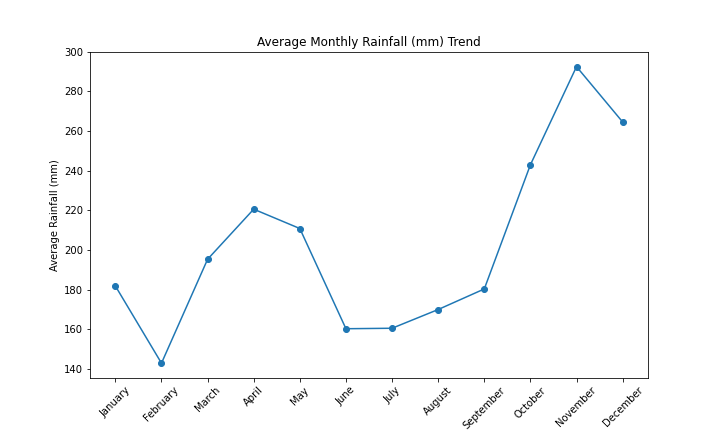 Average Monthly Rainfall (mm) Trend
Average Rainfall (mm)
300
280
260
240
220
200
180
160
140
January
February
March
April
May
June
July
August
September
October
November
December